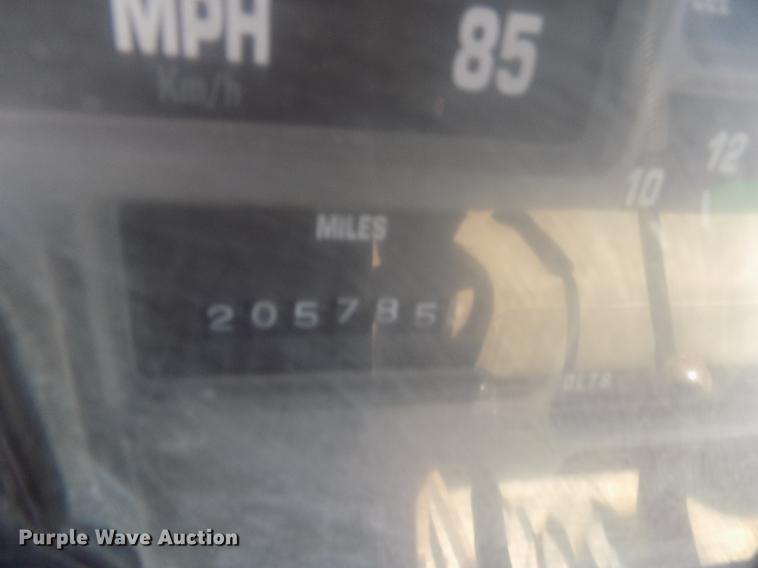 MPH
Km/h
85
12
10
MILES
205785
Purple Wave Auction